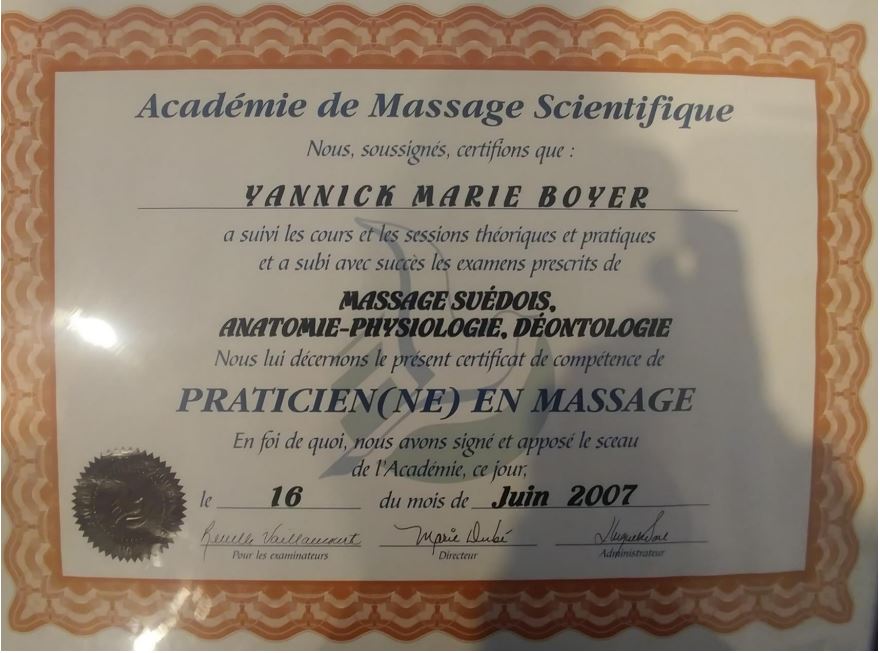 Académie de Massage Scientifique
Nous, soussignés, certifions que :
YANNICK MARIE BOYER
a suivi les cours et les sessions théoriques et pratiques
et a subi avec succès les examens prescrits de
MASSAGE SUÉDOIS,
ANATOMIE-PHYSIOLOGIE, DÉONTOLOGIE
Nous lui décernons le présent certificat de compétence de
PRATICIEN(NE) EN MASSAGE
En foi de quoi, nous avons signé et apposé le sceau
de l'Académie, ce jour,
le 16 du mois de Juin 2007
Vaillancourt Marie Dubé
Pour les examinateurs Directeur Administrateur